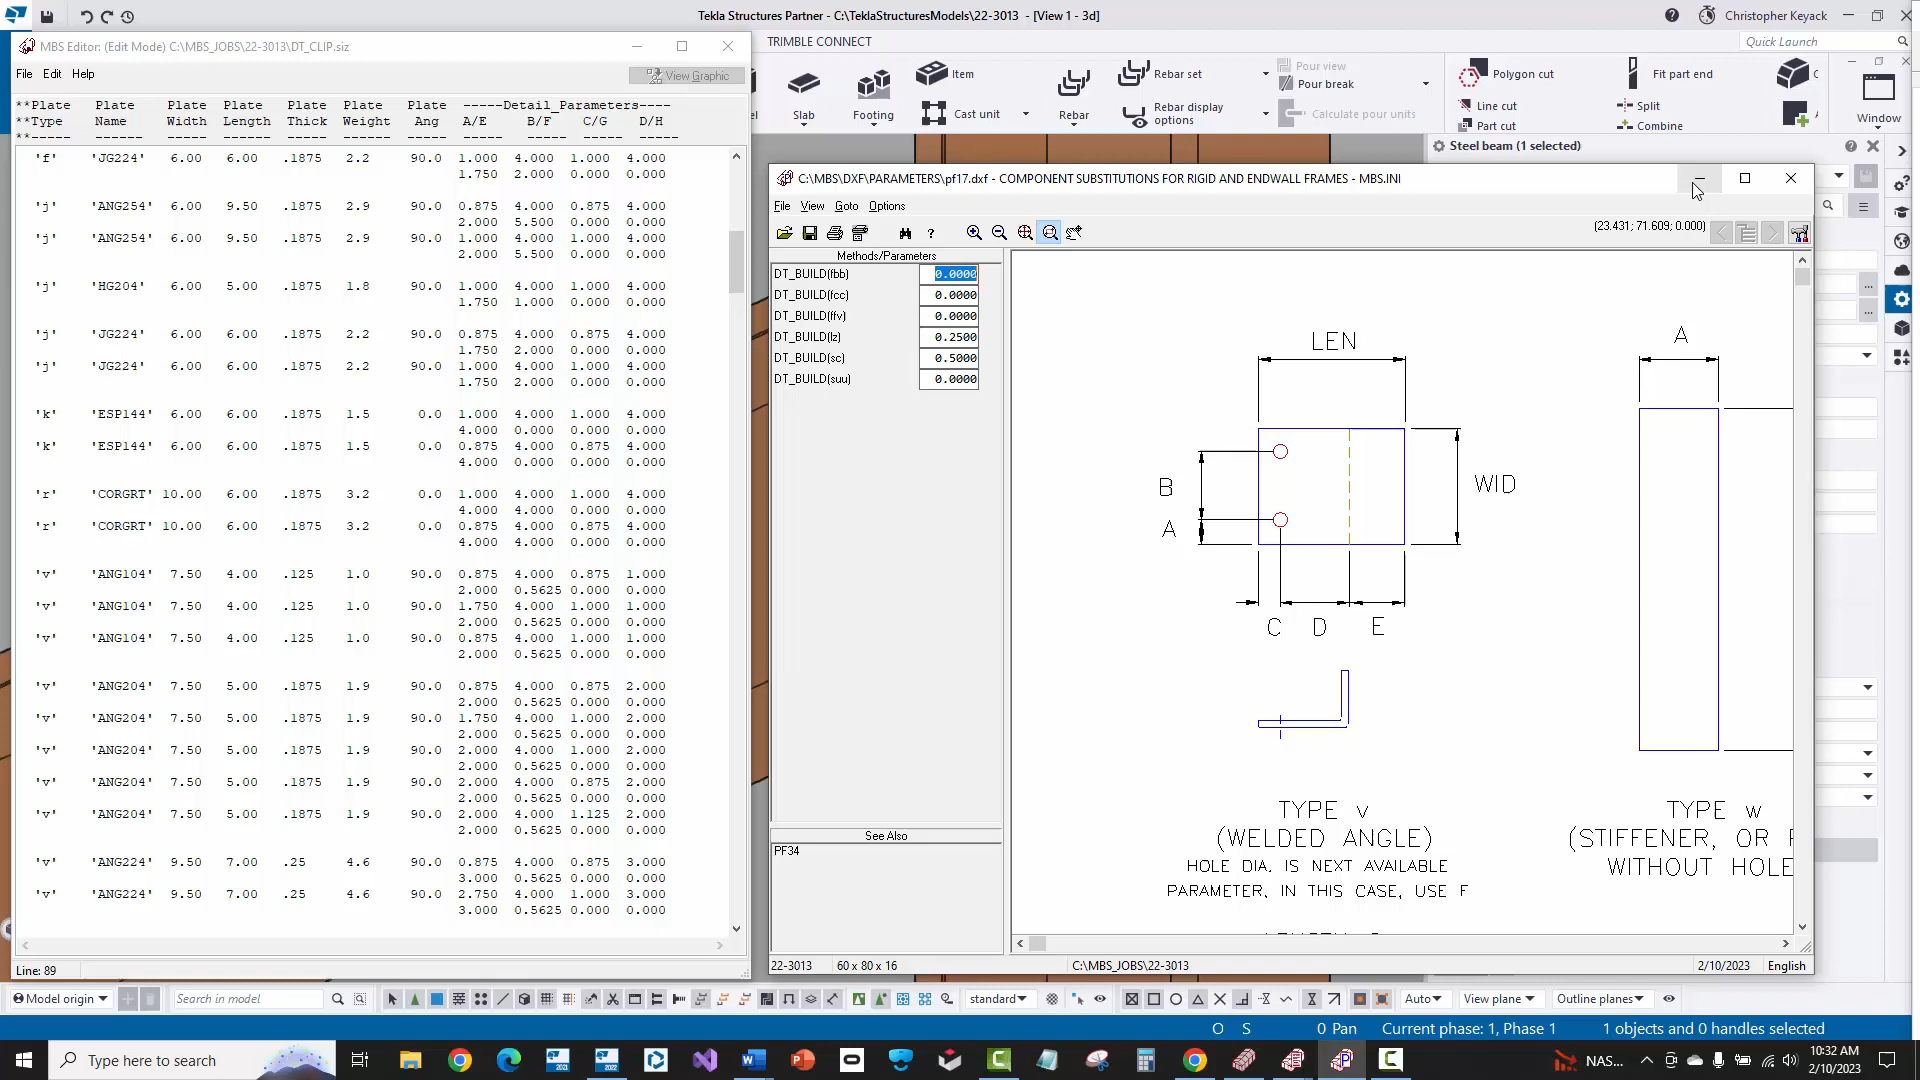 Tekla Structures Partner - C:\TeklaStructuresModels\22-3013 - [View 1 - 3d]
Christopher Keyack
TRIMBLE CONNECT
Quick Launch
Item
Cast unit
Slab
Footing
Rebar
Rebar set
Rebar display
options
Pour view
Pour break
Calculate pour units
Polygon cut
Line cut
Part cut
Fit part end
Split
Combine
Window
Steel beam (1 selected)
MBS Editor: (Edit Mode) C:\MBS_JOBS\22-3013\DT_CLIP.siz
File Edit Help
View Graphic
**Plate Plate Plate Plate Plate Plate Plate -----Detail_Parameters----
**Type Name Width Length Thick Weight Ang A/E B/F C/G D/H
**----- ------ ----- ------ ----- ------ ----- ----- ----- ----- -----
'f' 'JG224' 6.00 6.00 .1875 2.2 90.0 1.000 4.000 1.000 4.000
1.750 2.000 0.000 0.000
'j' 'ANG254' 6.00 9.50 .1875 2.9 90.0 0.875 4.000 0.875 4.000
2.000 5.500 0.000 0.000
'j' 'ANG254' 6.00 9.50 .1875 2.9 90.0 1.000 4.000 1.000 4.000
2.000 5.500 0.000 0.000
'j' 'HG204' 6.00 5.00 .1875 1.8 90.0 1.000 4.000 1.000 4.000
1.750 1.000 0.000 0.000
'j' 'JG224' 6.00 6.00 .1875 2.2 90.0 0.875 4.000 0.875 4.000
1.750 2.000 0.000 0.000
'j' 'JG224' 6.00 6.00 .1875 2.2 90.0 1.000 4.000 1.000 4.000
1.750 2.000 0.000 0.000
'k' 'ESP144' 6.00 6.00 .1875 1.5 0.0 1.000 4.000 1.000 4.000
4.000 0.000 0.000 0.000
'k' 'ESP144' 6.00 6.00 .1875 1.5 0.0 0.875 4.000 0.875 4.000
4.000 0.000 0.000 0.000
'r' 'CORGRT' 10.00 6.00 .1875 3.2 0.0 1.000 4.000 1.000 4.000
4.000 4.000 0.000 0.000
'r' 'CORGRT' 10.00 6.00 .1875 3.2 0.0 0.875 4.000 0.875 4.000
4.000 4.000 0.000 0.000
'v' 'ANG104' 7.50 4.00 .125 1.0 90.0 0.875 4.000 0.875 1.000
2.000 0.5625 0.000 0.000
'v' 'ANG104' 7.50 4.00 .125 1.0 90.0 1.750 4.000 1.000 1.000
2.000 0.5625 0.000 0.000
'v' 'ANG104' 7.50 4.00 .125 1.0 90.0 0.875 4.000 1.000 1.000
2.000 0.5625 0.000 0.000
'v' 'ANG204' 7.50 5.00 .1875 1.9 90.0 0.875 4.000 0.875 2.000
2.000 0.5625 0.000 0.000
'v' 'ANG204' 7.50 5.00 .1875 1.9 90.0 1.750 4.000 1.000 2.000
2.000 0.5625 0.000 0.000
'v' 'ANG204' 7.50 5.00 .1875 1.9 90.0 2.000 4.000 1.000 2.000
2.000 0.5625 0.000 0.000
'v' 'ANG204' 7.50 5.00 .1875 1.9 90.0 2.000 4.000 0.875 2.000
2.000 0.5625 0.000 0.000
'v' 'ANG204' 7.50 5.00 .1875 1.9 90.0 2.000 4.000 1.125 2.000
2.000 0.5625 0.000 0.000
'v' 'ANG224' 9.50 7.00 .25 4.6 90.0 0.875 4.000 0.875 3.000
3.000 0.5625 0.000 0.000
'v' 'ANG224' 9.50 7.00 .25 4.6 90.0 2.750 4.000 1.000 3.000
3.000 0.5625 0.000 0.000
Line: 89
C:\MBS\DXF\PARAMETERS\pf17.dxf - COMPONENT SUBSTITUTIONS FOR RIGID AND ENDWALL FRAMES - MBS.INI
File View Goto Options
(23.431; 71.609; 0.000)
Methods/Parameters
DT_BUILD(fbb) 0.0000
DT_BUILD(fcc) 0.0000
DT_BUILD(ffv) 0.0000
DT_BUILD(lz) 0.2500
DT_BUILD(sc) 0.5000
DT_BUILD(suu) 0.0000
See Also
PF34
LEN
A
B
A
WID
C D E
TYPE v
(WELDED ANGLE)
HOLE DIA. IS NEXT AVAILABLE
PARAMETER, IN THIS CASE, USE F
TYPE w
(STIFFENER, OR
WITHOUT HOLE
22-3013 60 x 80 x 16 C:\MBS_JOBS\22-3013 2/10/2023 English
Model origin
Search in model
standard
Auto
View plane
Outline planes
O S 0 Pan Current phase: 1, Phase 1 1 objects and 0 handles selected
Type here to search
NAS...
10:32 AM
2/10/2023